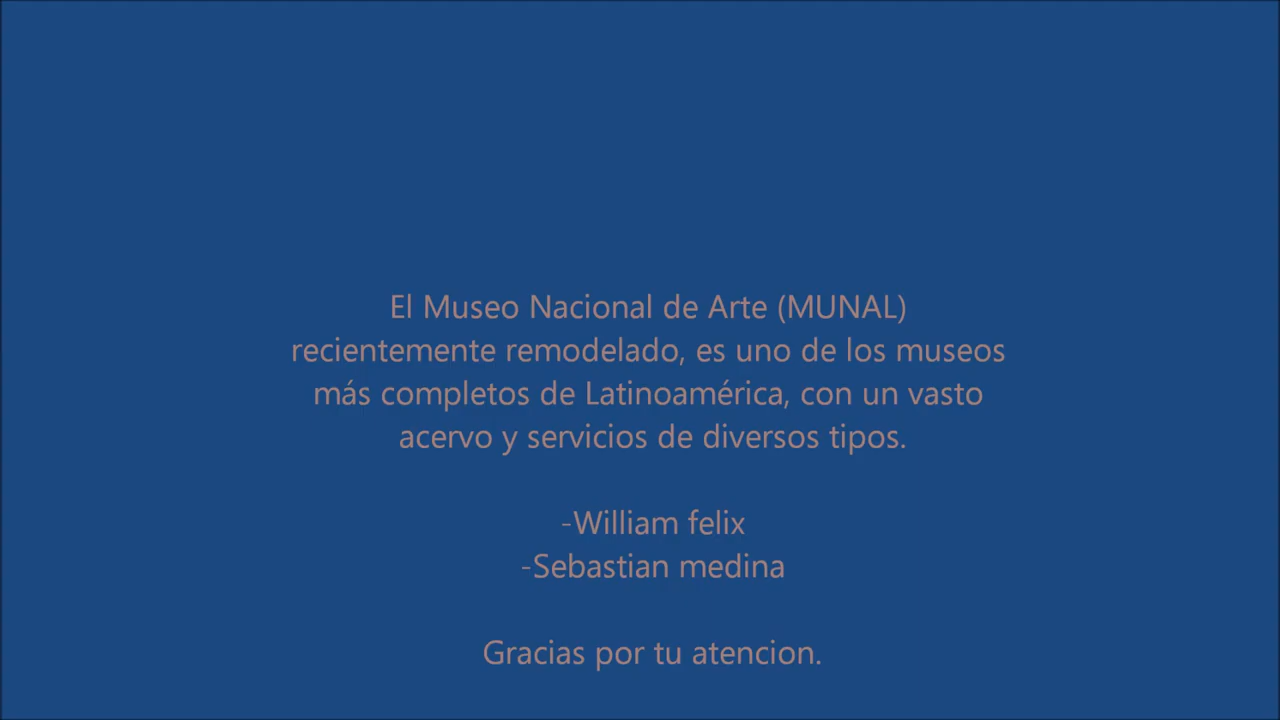 El Museo Nacional de Arte (MUNAL)
recientemente remodelado, es uno de los museos
más completos de Latinoamérica, con un vasto
acervo y servicios de diversos tipos.
-William felix
-Sebastian medina
Gracias por tu atencion.